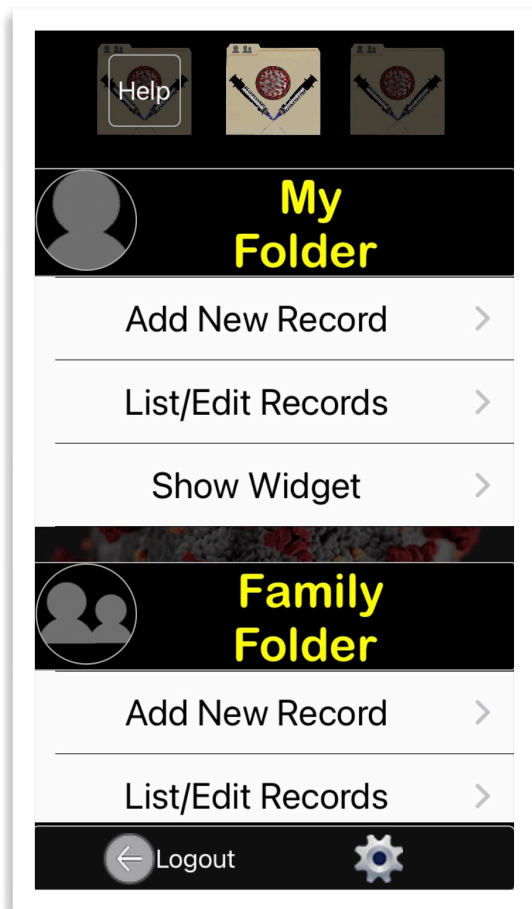 Help
My
Folder
Add New Record
List/Edit Records
Show Widget
Family
Folder
Add New Record
List/Edit Records
Logout